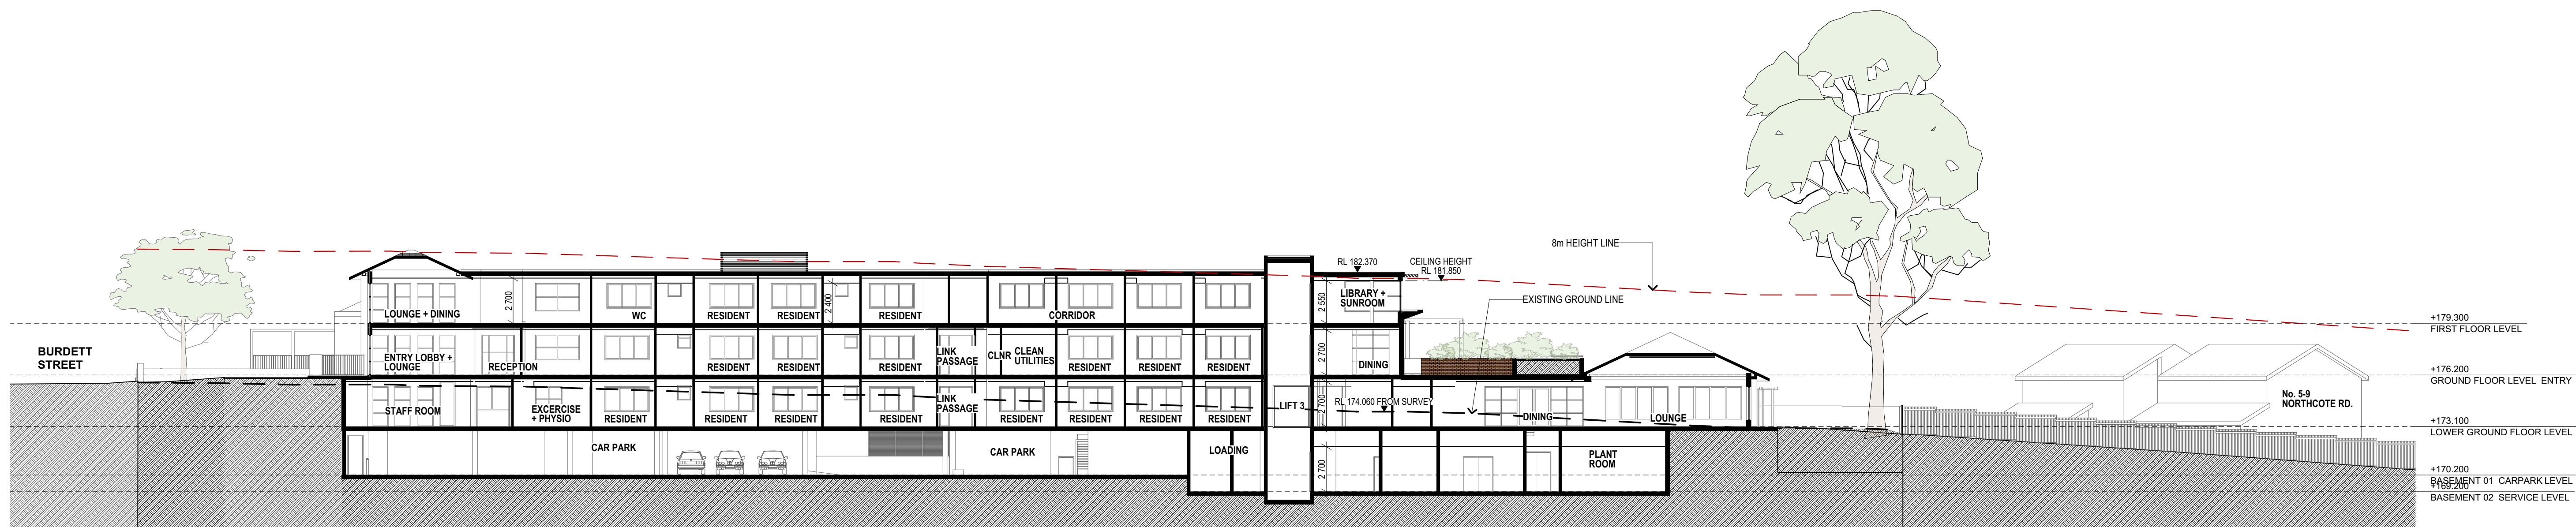 8m HEIGHT LINE
RL 182.370
CEILING HEIGHT
RL 181.850
EXISTING GROUND LINE
2 700
2 400
2 550
LIBRARY +
SUNROOM
LOUNGE + DINING
WC
RESIDENT
RESIDENT
RESIDENT
CORRIDOR
+179.300
FIRST FLOOR LEVEL
BURDETT
STREET
ENTRY LOBBY +
LOUNGE
RECEPTION
RESIDENT
RESIDENT
RESIDENT
LINK
PASSAGE
CLNR
CLEAN
UTILITIES
RESIDENT
RESIDENT
RESIDENT
2 700
DINING
+176.200
GROUND FLOOR LEVEL ENTRY
STAFF ROOM
EXCERCISE
+ PHYSIO
RESIDENT
RESIDENT
RESIDENT
RESIDENT
LINK
PASSAGE
RESIDENT
RESIDENT
RESIDENT
RESIDENT
LIFT 3
2 700
RL 174.060 FROM SURVEY
DINING
LOUNGE
No. 5-9
NORTHCOTE RD.
+173.100
LOWER GROUND FLOOR LEVEL
CAR PARK
CAR PARK
LOADING
2 700
PLANT
ROOM
+170.200
BASEMENT 01 CARPARK LEVEL
+169.200
BASEMENT 02 SERVICE LEVEL